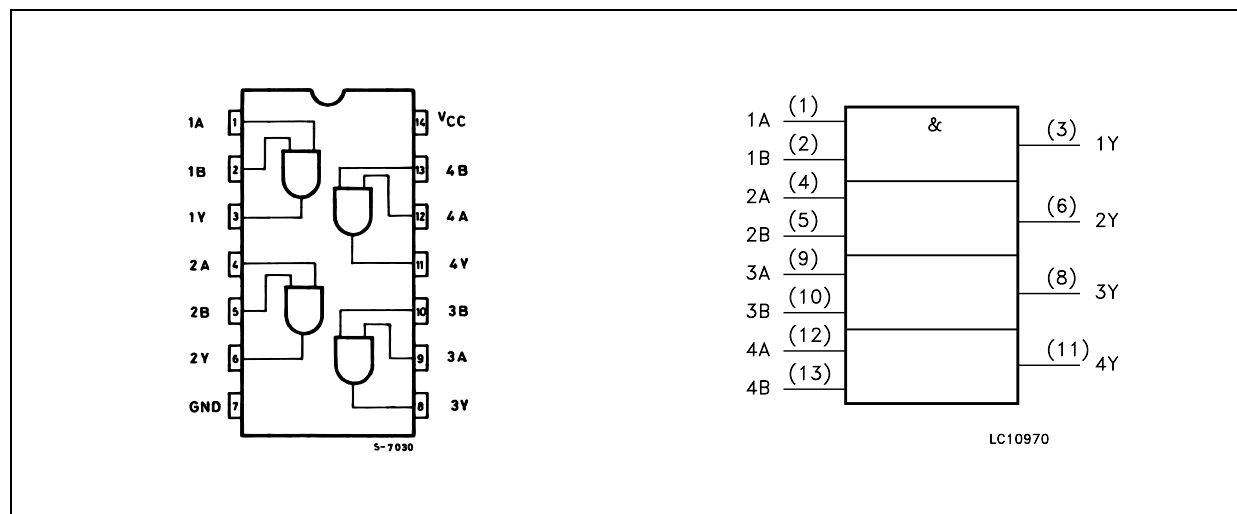 1A 1 14 VCC
1B 2 13 4B
1Y 3 12 4A
2A 4 11 4Y
2B 5 10 3B
2Y 6 9 3A
GND 7 8 3Y
S-7030
&
1A (1)
1B (2)
2A (4)
2B (5)
3A (9)
3B (10)
4A (12)
4B (13)
(3) 1Y
(6) 2Y
(8) 3Y
(11) 4Y
LC10970